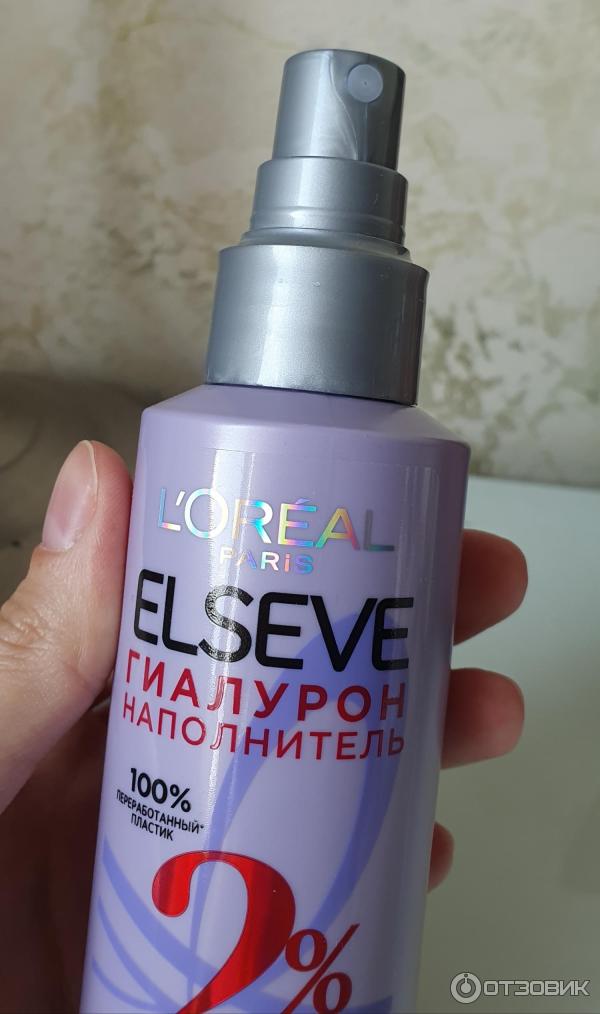 L'ORÉAL
PARiS
ELSEVE
ГИАЛУРОН
НАПОЛНИТЕЛЬ
100%
ПЕРЕРАБОТАННЫЙ*
ПЛАСТИК
2%
ОТЗОВИК